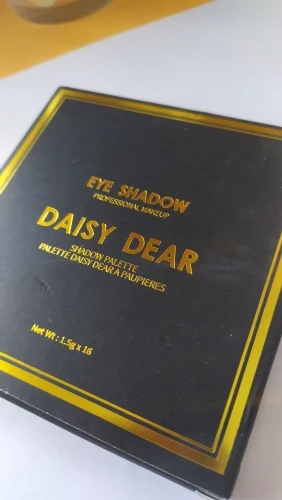 EYE SHADOW
PROFESSIONAL MAKEUP
DAISY DEAR
SHADOW PALETTE
PALETTE DAISY DEAR A PAUPIERES
Net Wt : 1.5g x 16